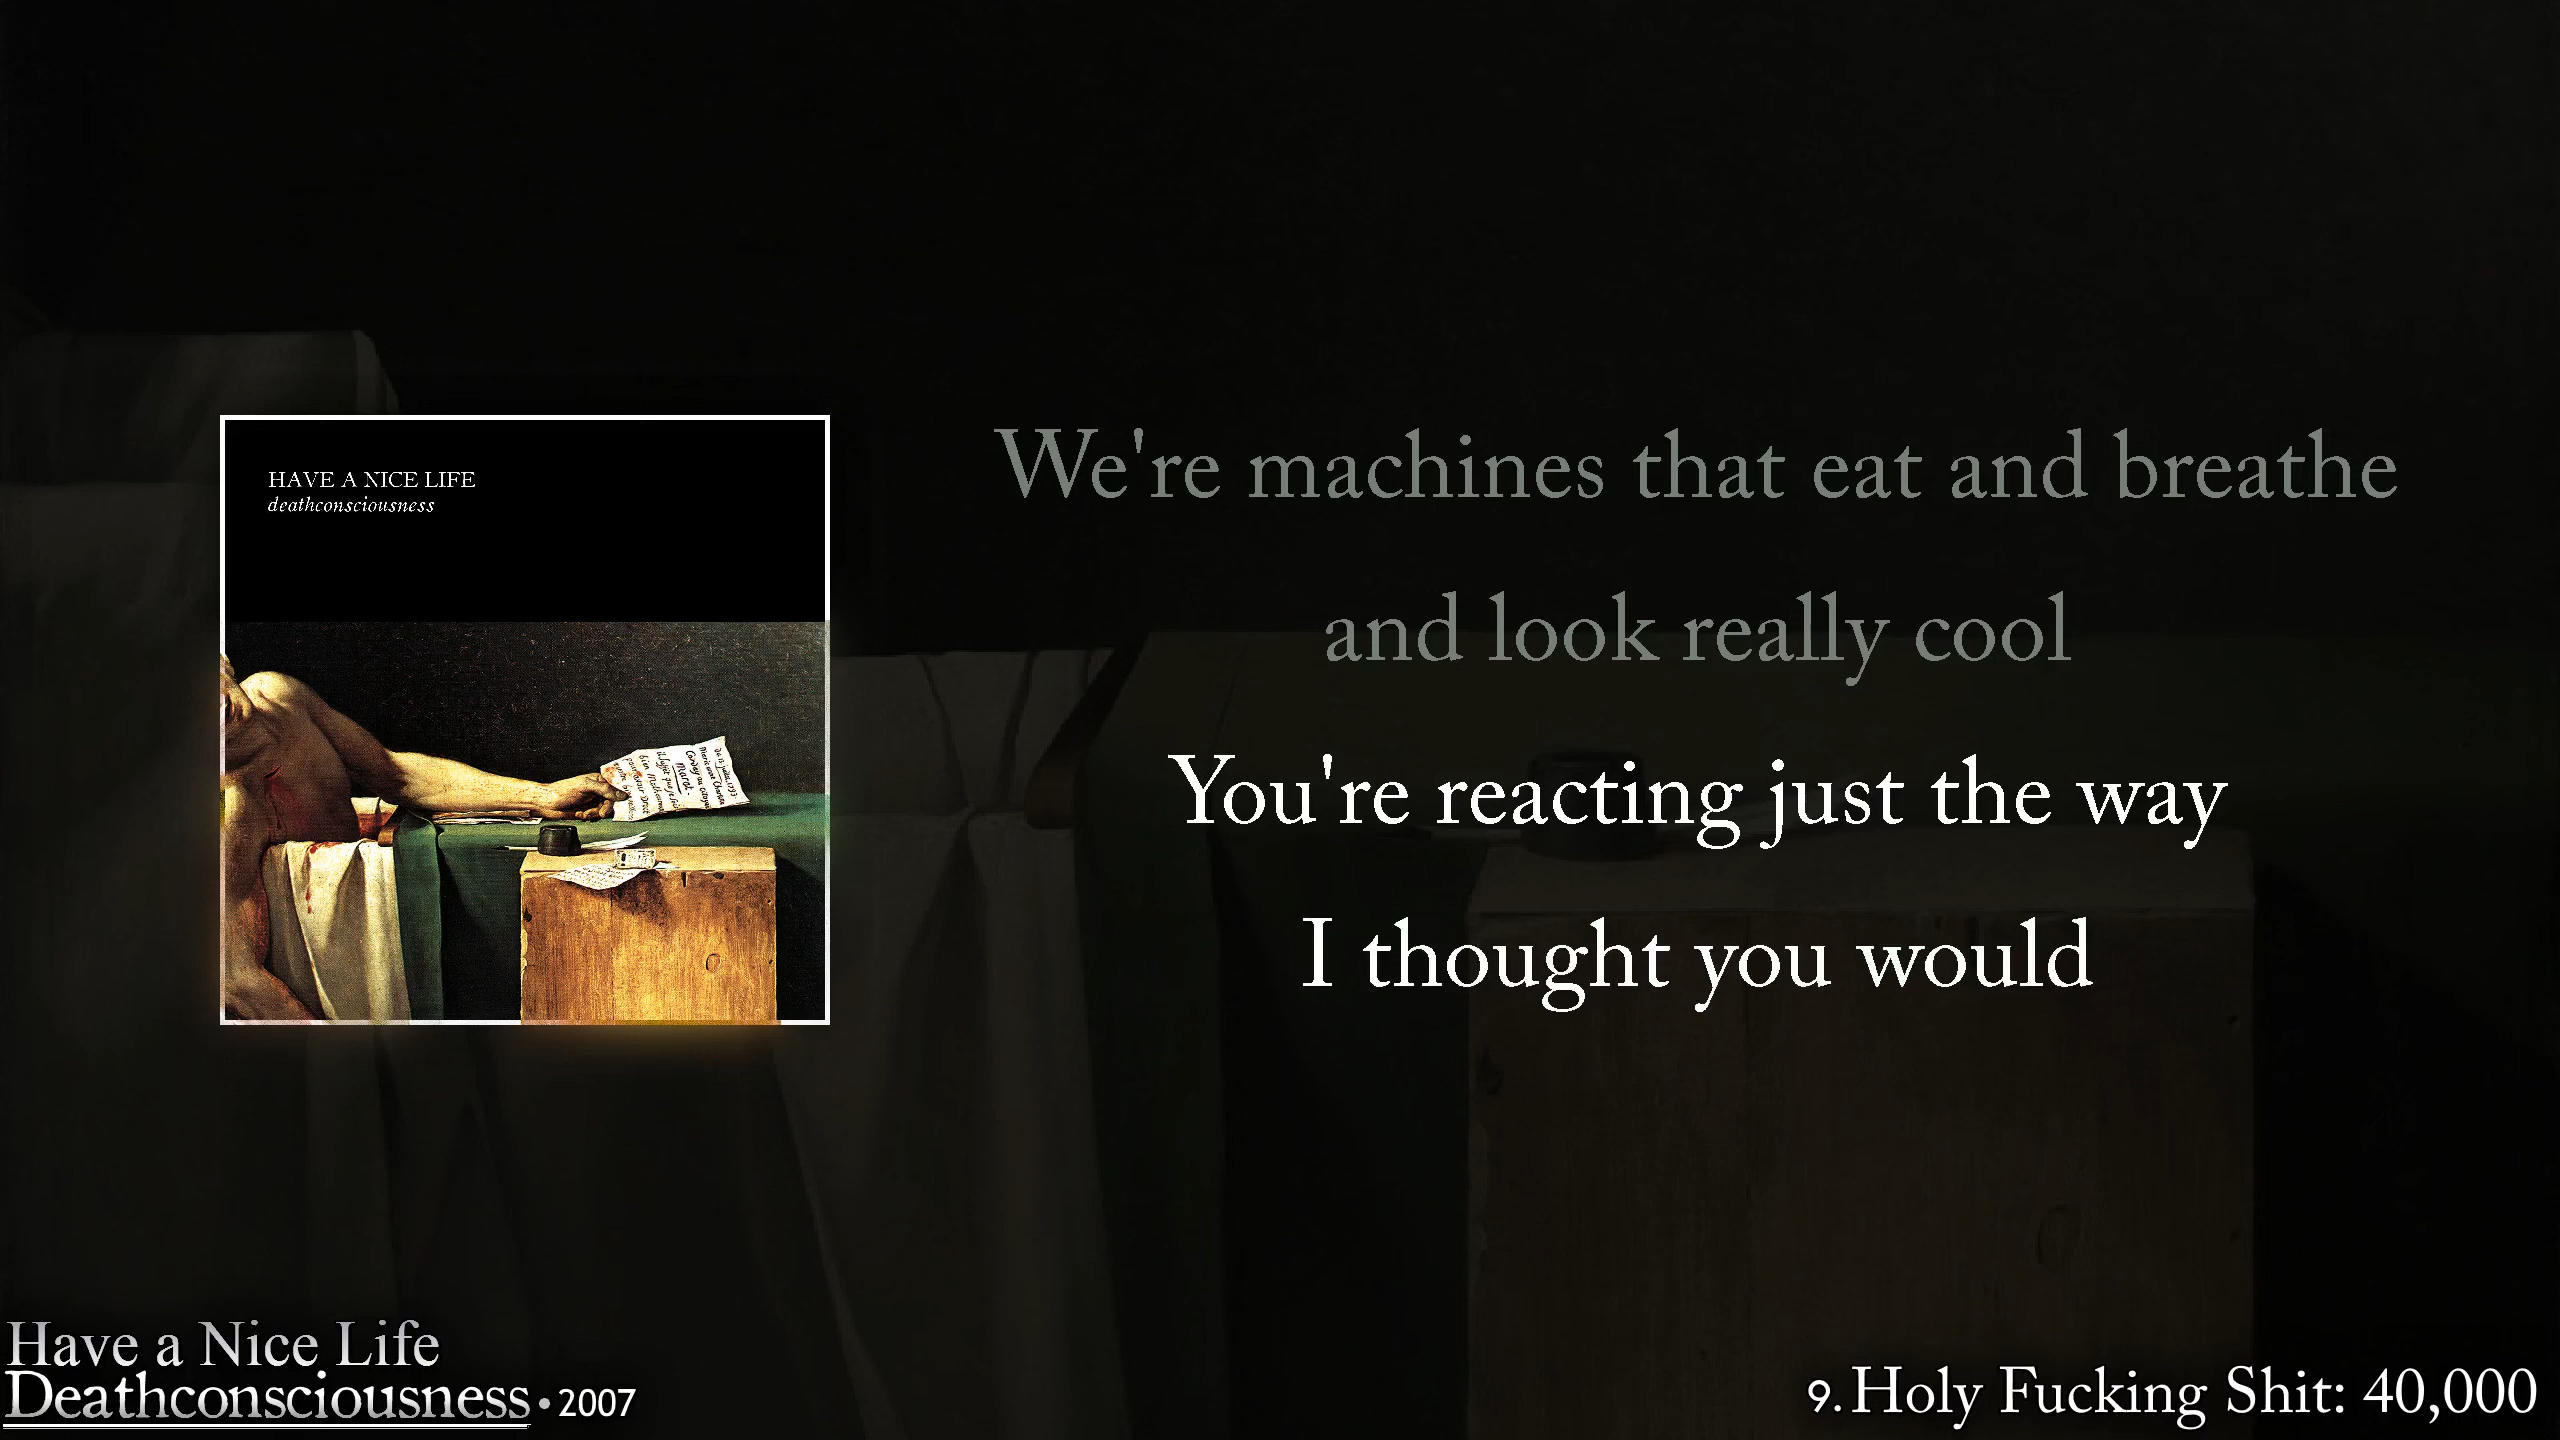 HAVE A NICE LIFE
deathconsciousness
We're machines that eat and breathe
and look really cool
You're reacting just the way
I thought you would
Have a Nice Life
Deathconsciousness • 2007
9. Holy Fucking Shit: 40,000